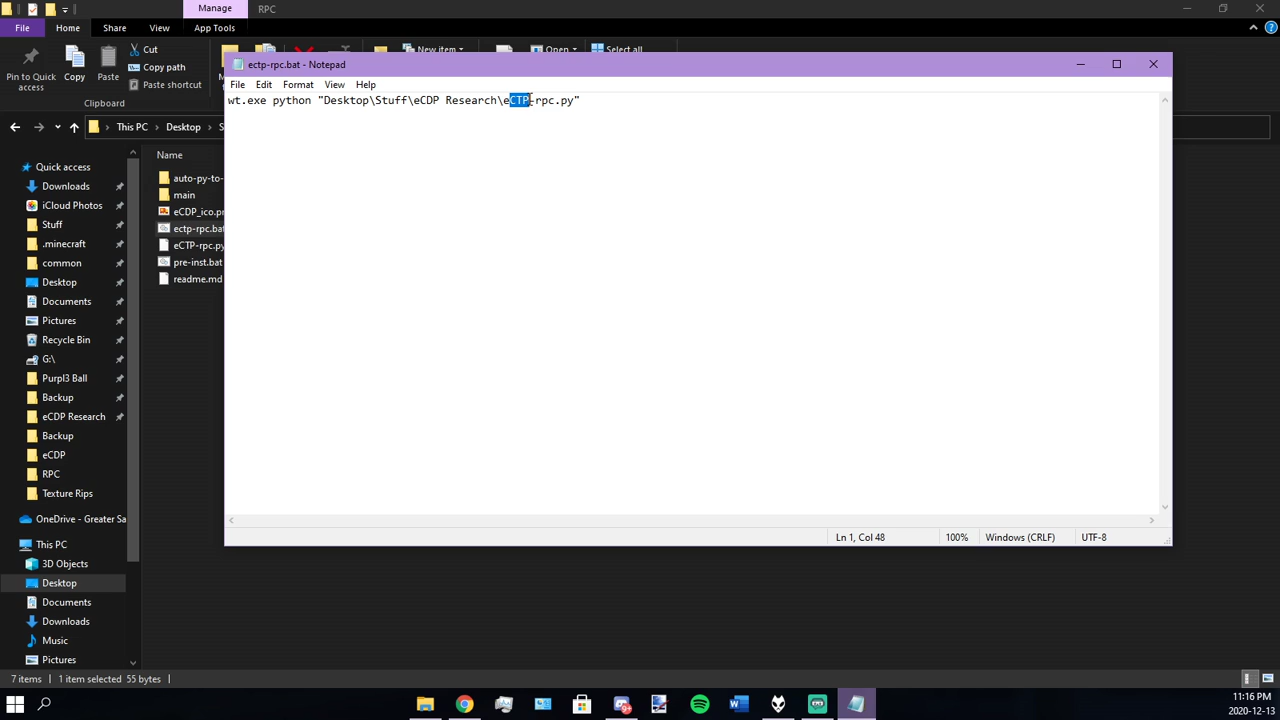 Manage
RPC
File
Home
Share
View
App Tools
Pin to Quick access
Copy
Paste
Cut
Copy path
Paste shortcut
Clipboard
New item
Open
Select all
ectp-rpc.bat - Notepad
File Edit Format View Help
wt.exe python "Desktop\Stuff\eCDP Research\eCTP-rpc.py"
This PC
Desktop
S
Name
auto-py-to-
main
eCDP_ico.pr
ectp-rpc.bat
eCTP-rpc.py
pre-inst.bat
readme.md
Quick access
Downloads
iCloud Photos
Stuff
.minecraft
common
Desktop
Documents
Pictures
Recycle Bin
G:\
Purpl3 Ball
Backup
eCDP Research
Backup
eCDP
RPC
Texture Rips
OneDrive - Greater Sa
This PC
3D Objects
Desktop
Documents
Downloads
Music
Pictures
Ln 1, Col 48
100%
Windows (CRLF)
UTF-8
7 items
1 item selected 55 bytes
11:16 PM
2020-12-13